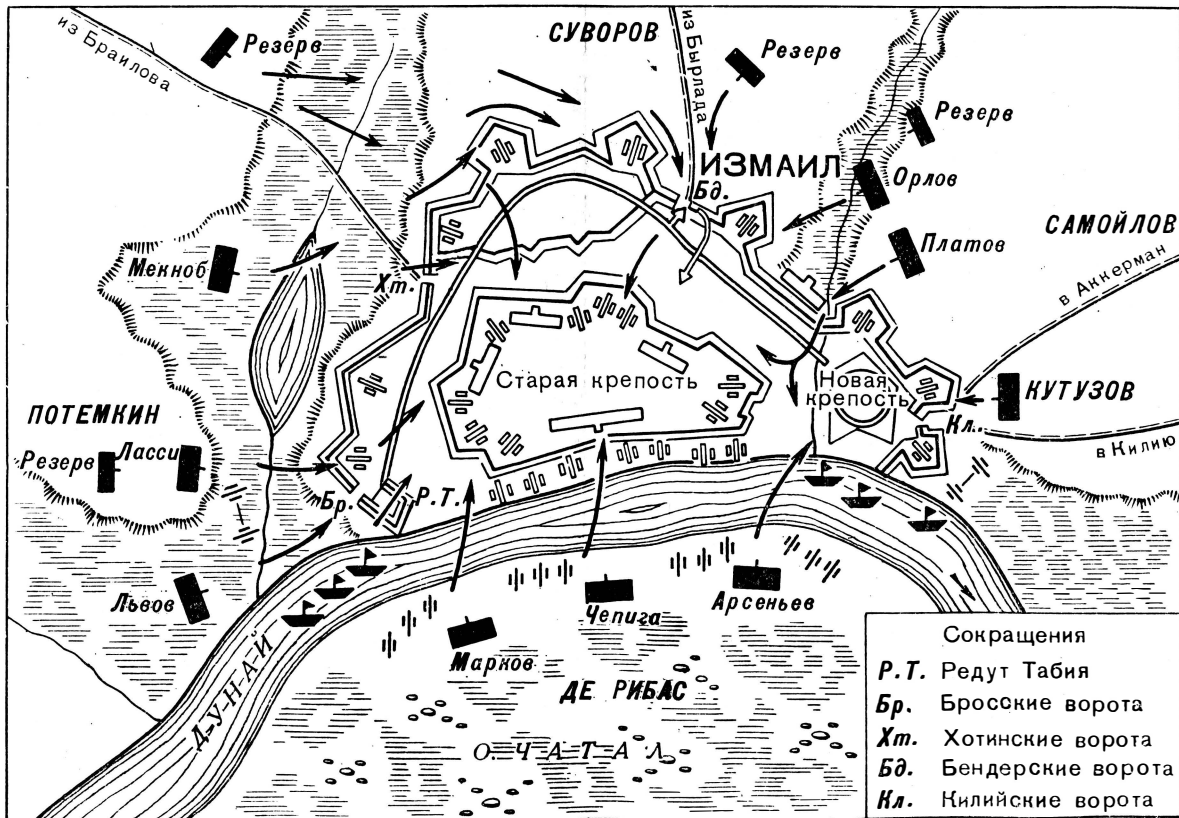 из Браилова
Резерв
СУВОРОВ
из Бырлада
Резерв
Резерв
ИЗМАИЛ
Бд.
Орлов
САМОЙЛОВ
Платов
в Аккерман
Мекноб
Хт.
Старая крепость
Новая
крепость
КУТУЗОВ
Кл.
в Килию
ПОТЕМКИН
Резерв
Ласси
Бр.
Р.Т.
Львов
Чепига
Арсеньев
Марков
ДЕ РИБАС
ДУНАЙ
О. ЧАТАЛ
Сокращения
Р.Т. Редут Табия
Бр. Бросские ворота
Хт. Хотинские ворота
Бд. Бендерские ворота
Кл. Килийские ворота